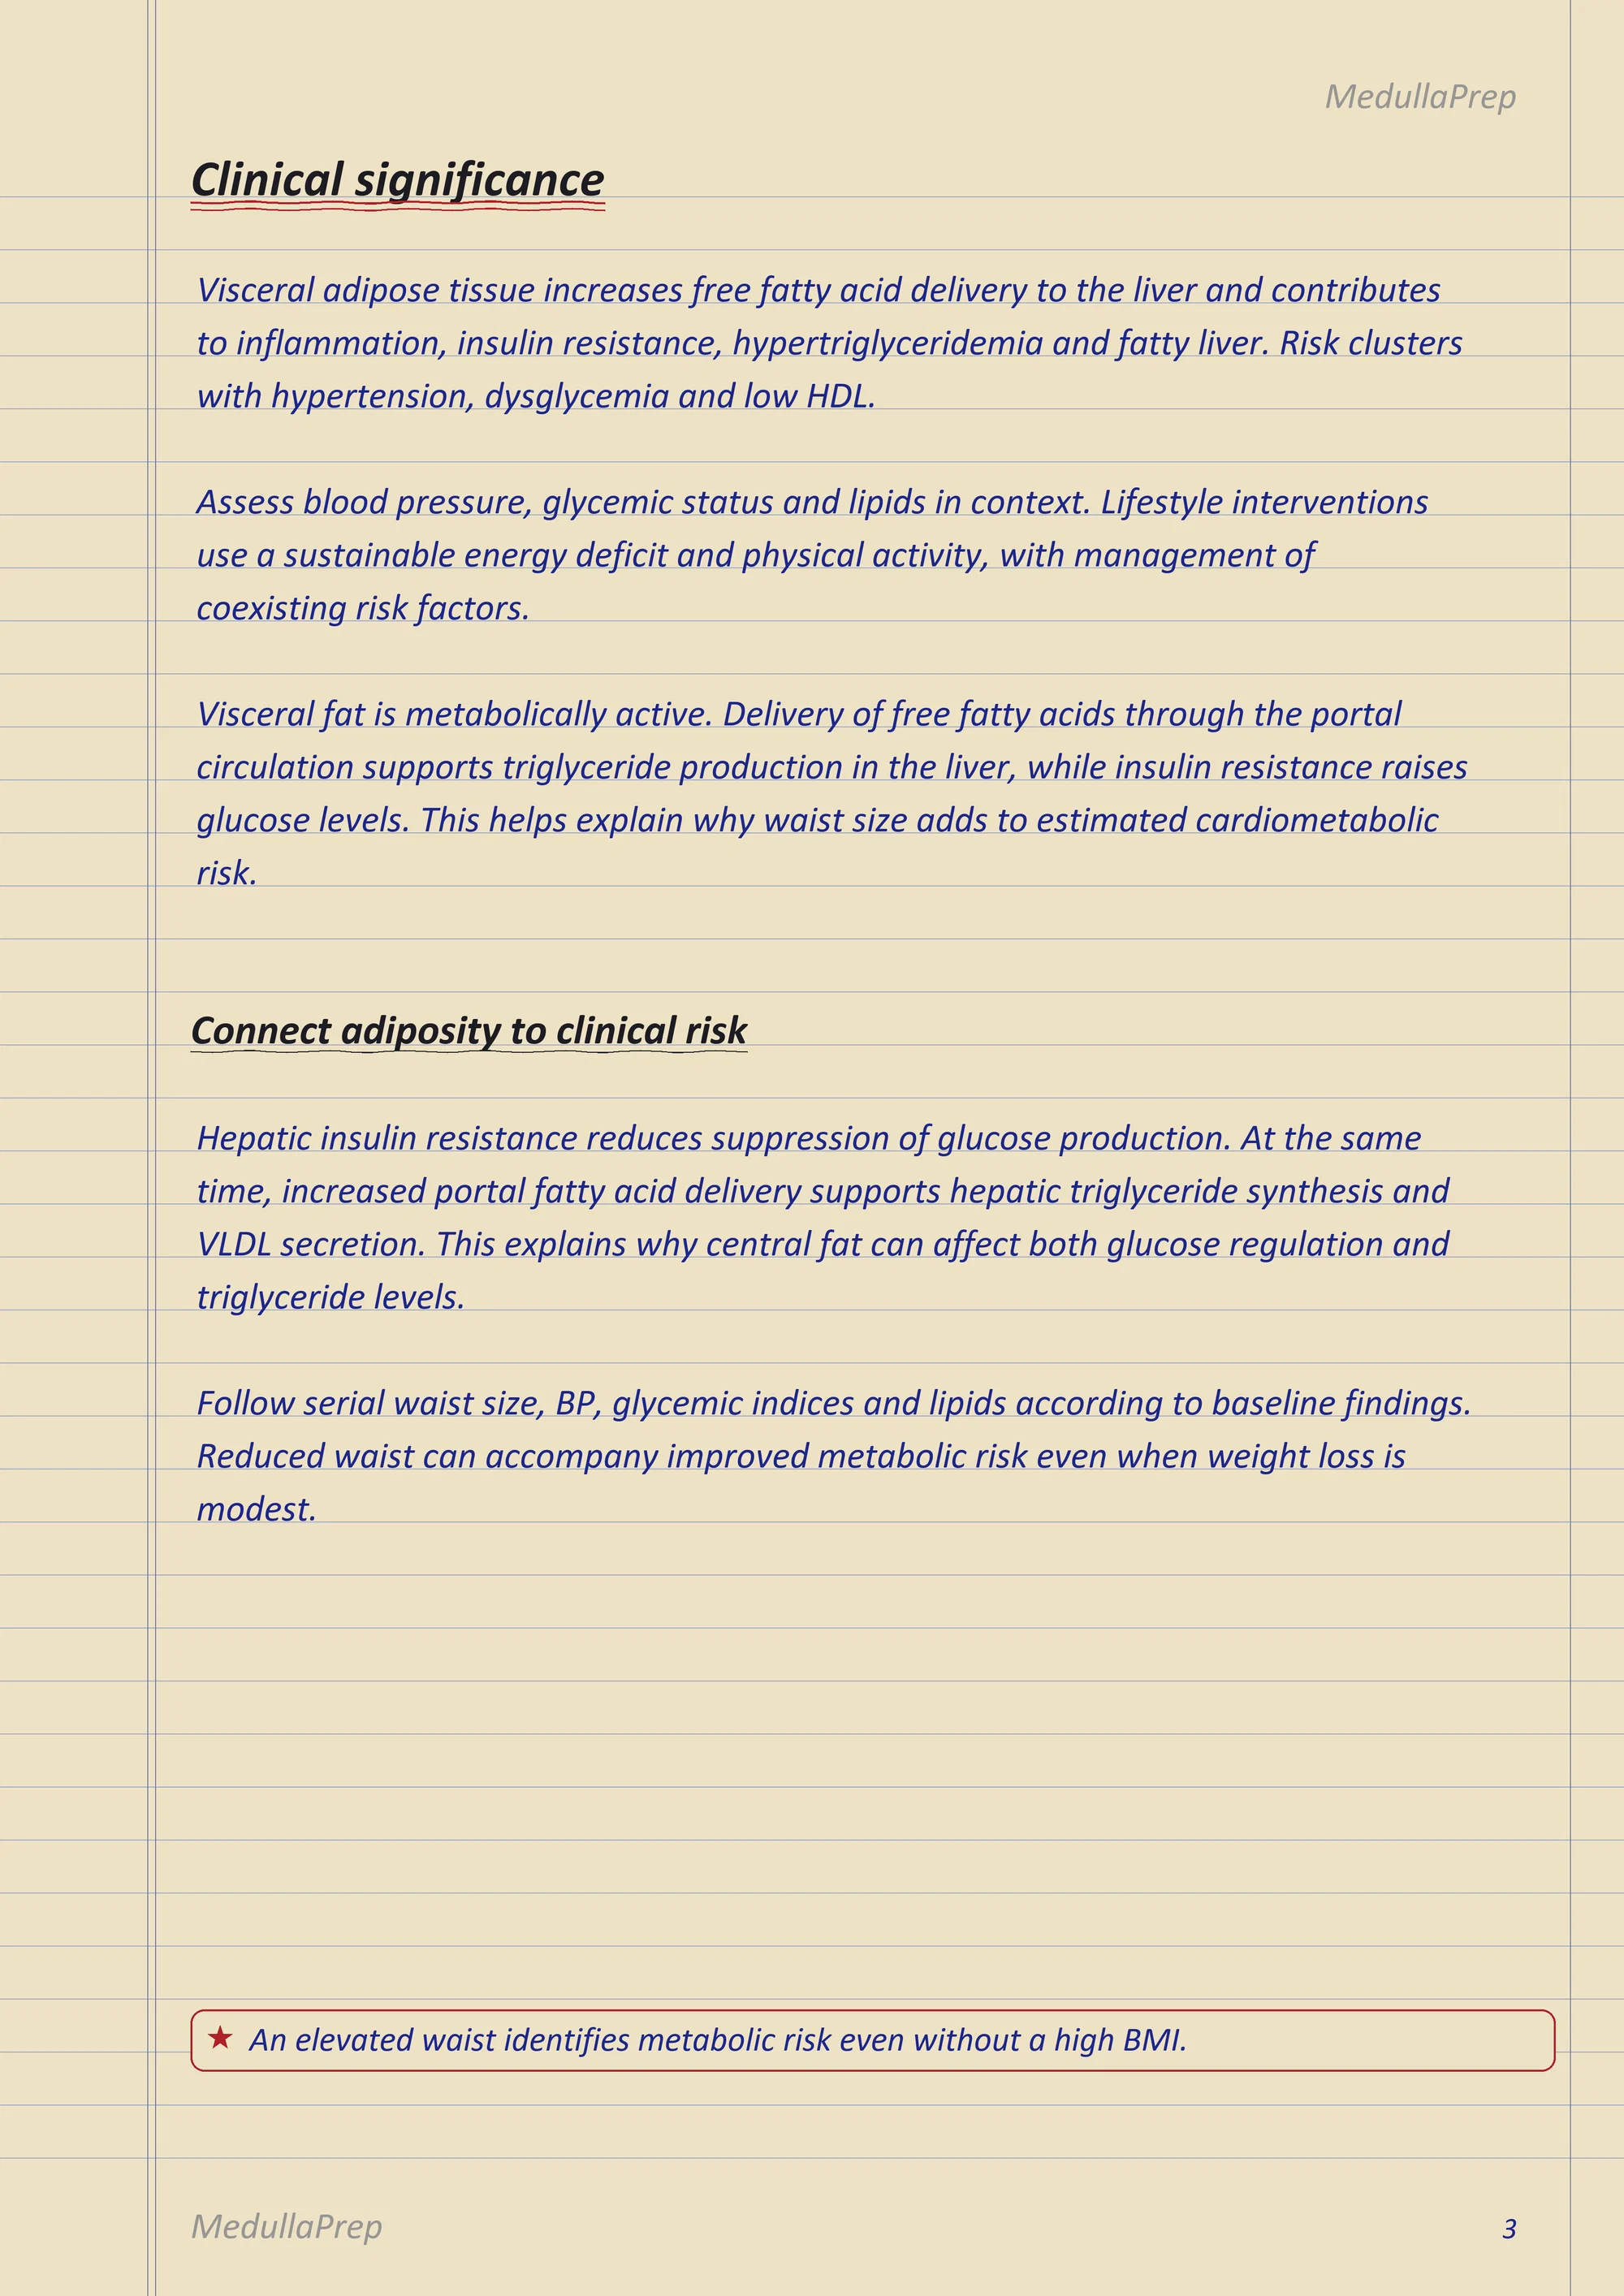 MedullaPrep
Clinical significance
Visceral adipose tissue increases free fatty acid delivery to the liver and contributes
to inflammation, insulin resistance, hypertriglyceridemia and fatty liver. Risk clusters
with hypertension, dysglycemia and low HDL.
Assess blood pressure, glycemic status and lipids in context. Lifestyle interventions
use a sustainable energy deficit and physical activity, with management of
coexisting risk factors.
Visceral fat is metabolically active. Delivery of free fatty acids through the portal
circulation supports triglyceride production in the liver, while insulin resistance raises
glucose levels. This helps explain why waist size adds to estimated cardiometabolic
risk.
Connect adiposity to clinical risk
Hepatic insulin resistance reduces suppression of glucose production. At the same
time, increased portal fatty acid delivery supports hepatic triglyceride synthesis and
VLDL secretion. This explains why central fat can affect both glucose regulation and
triglyceride levels.
Follow serial waist size, BP, glycemic indices and lipids according to baseline findings.
Reduced waist can accompany improved metabolic risk even when weight loss is
modest.
★ An elevated waist identifies metabolic risk even without a high BMI.
MedullaPrep
3